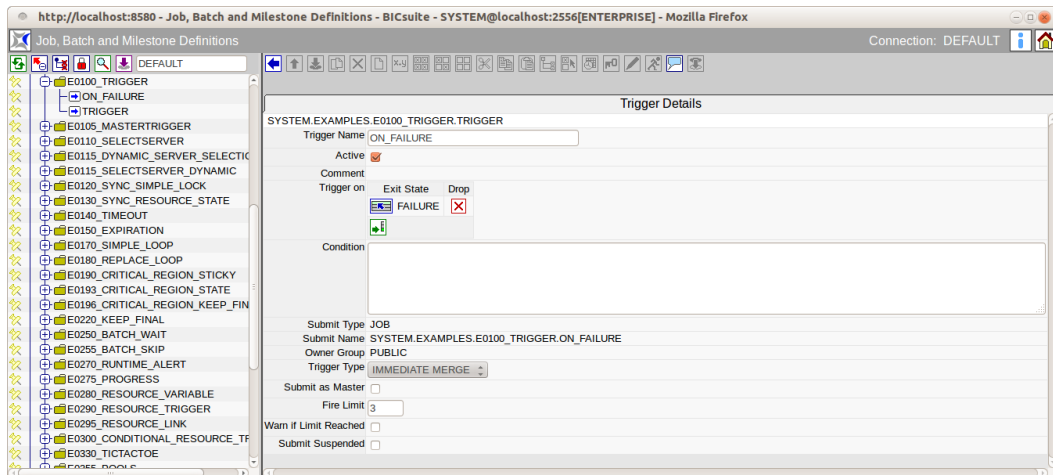 http://localhost:8580 - Job, Batch and Milestone Definitions - BICsuite - SYSTEM@localhost:2556[ENTERPRISE] - Mozilla Firefox
Job, Batch and Milestone Definitions
Connection: DEFAULT
DEFAULT
E0100_TRIGGER
ON_FAILURE
TRIGGER
E0105_MASTERTRIGGER
E0110_SELECTSERVER
E0115_DYNAMIC_SERVER_SELECTIO
E0115_SELECTSERVER_DYNAMIC
E0120_SYNC_SIMPLE_LOCK
E0130_SYNC_RESOURCE_STATE
E0140_TIMEOUT
E0150_EXPIRATION
E0170_SIMPLE_LOOP
E0180_REPLACE_LOOP
E0190_CRITICAL_REGION_STICKY
E0193_CRITICAL_REGION_STATE
E0196_CRITICAL_REGION_KEEP_FIN
E0220_KEEP_FINAL
E0250_BATCH_WAIT
E0255_BATCH_SKIP
E0270_RUNTIME_ALERT
E0275_PROGRESS
E0280_RESOURCE_VARIABLE
E0290_RESOURCE_TRIGGER
E0295_RESOURCE_LINK
E0300_CONDITIONAL_RESOURCE_TR
E0330_TICTACTOE
Trigger Details
SYSTEM.EXAMPLES.E0100_TRIGGER.TRIGGER
Trigger Name ON_FAILURE
Active
Comment
Trigger on Exit State Drop
FAILURE
Condition
Submit Type JOB
Submit Name SYSTEM.EXAMPLES.E0100_TRIGGER.ON_FAILURE
Owner Group PUBLIC
Trigger Type IMMEDIATE MERGE
Submit as Master
Fire Limit 3
Warn if Limit Reached
Submit Suspended